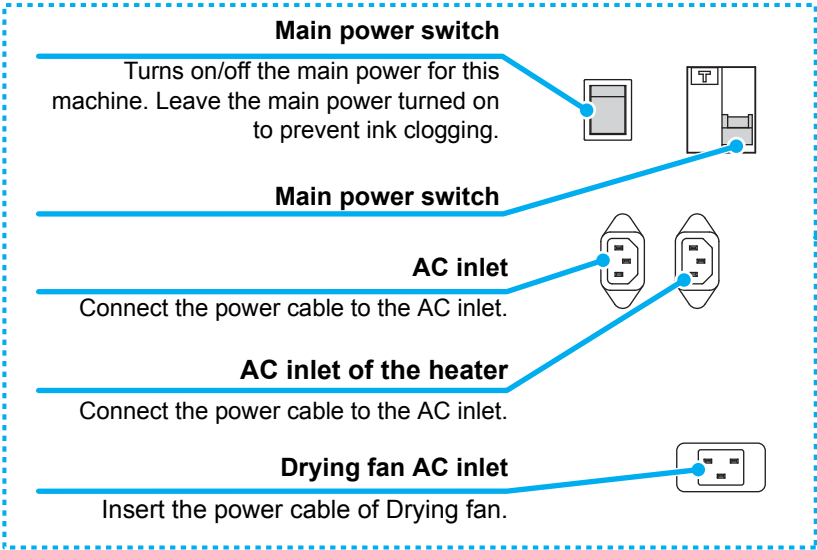 Main power switch
Turns on/off the main power for this
machine. Leave the main power turned on
to prevent ink clogging.
T
Main power switch
AC inlet
Connect the power cable to the AC inlet.
AC inlet of the heater
Connect the power cable to the AC inlet.
Drying fan AC inlet
Insert the power cable of Drying fan.